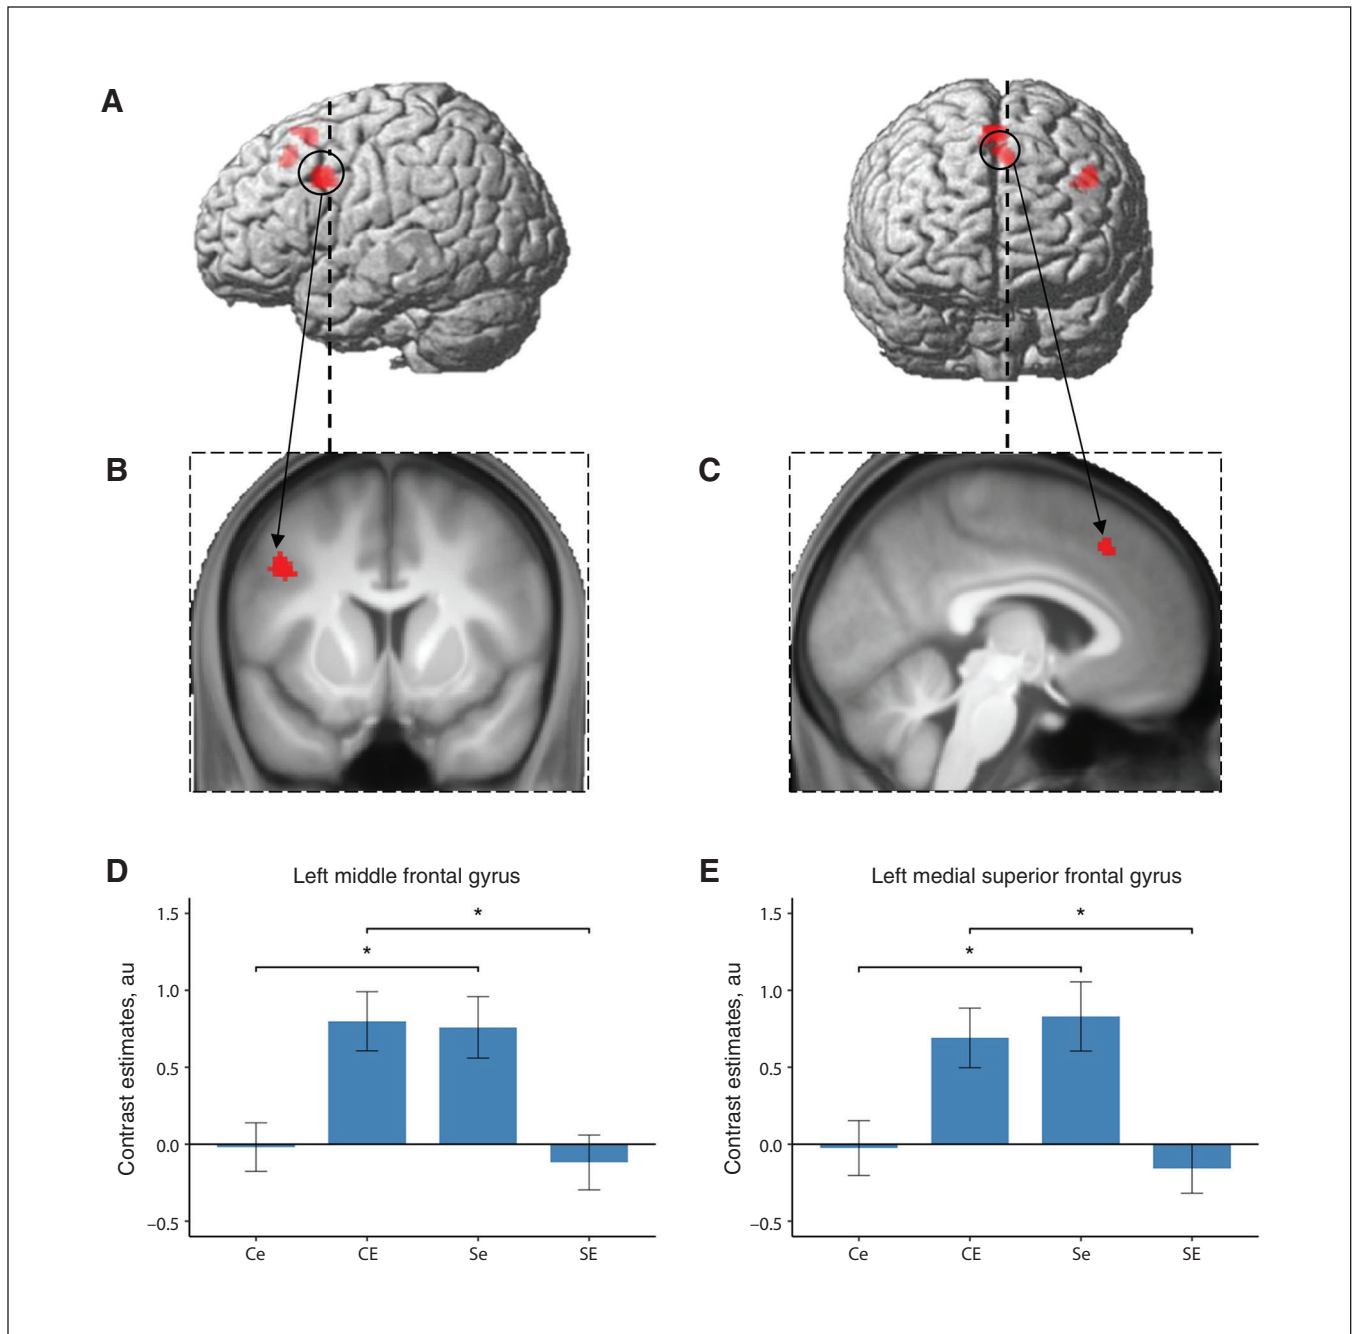 A
B
C
D
Left middle frontal gyrus
Contrast estimates, au
1.5
1.0
0.5
0.0
−0.5
*
*
Ce
CE
Se
SE
E
Left medial superior frontal gyrus
Contrast estimates, au
1.5
1.0
0.5
0.0
−0.5
*
*
Ce
CE
Se
SE